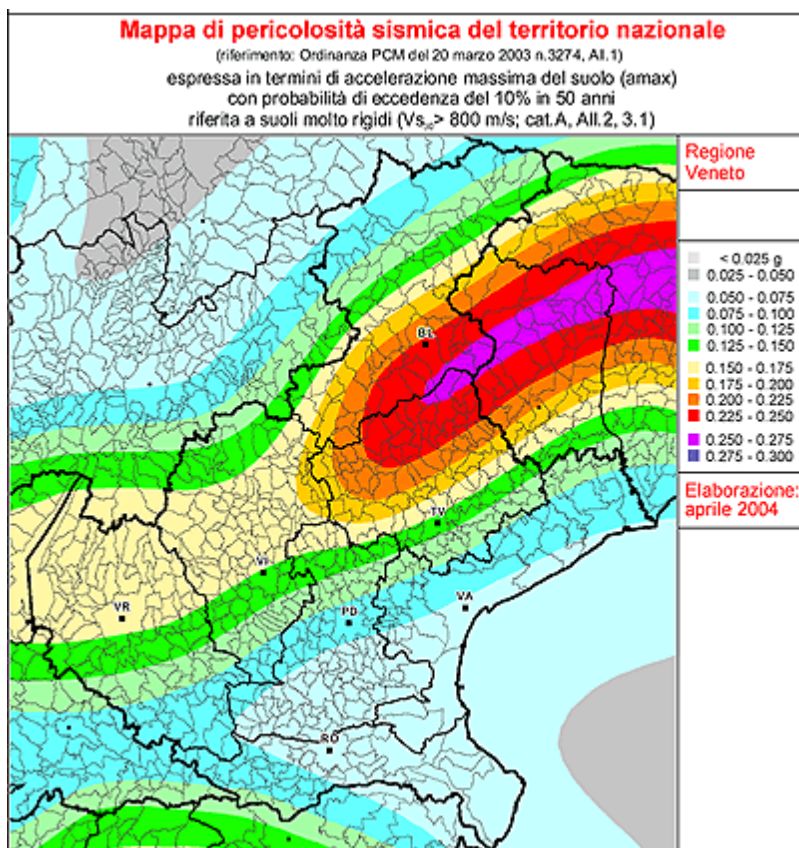 Mappa di pericolosità sismica del territorio nazionale
(riferimento: Ordinanza PCM del 20 marzo 2003 n.3274, All.1)
espressa in termini di accelerazione massima del suolo (amax)
con probabilità di eccedenza del 10% in 50 anni
riferita a suoli molto rigidi (Vs₃₀> 800 m/s; cat.A, All.2, 3.1)
Regione
Veneto
< 0.025 g
0.025 - 0.050
0.050 - 0.075
0.075 - 0.100
0.100 - 0.125
0.125 - 0.150
0.150 - 0.175
0.175 - 0.200
0.200 - 0.225
0.225 - 0.250
0.250 - 0.275
0.275 - 0.300
Elaborazione:
aprile 2004
BL
TV
VI
VR
PD
VA
RO